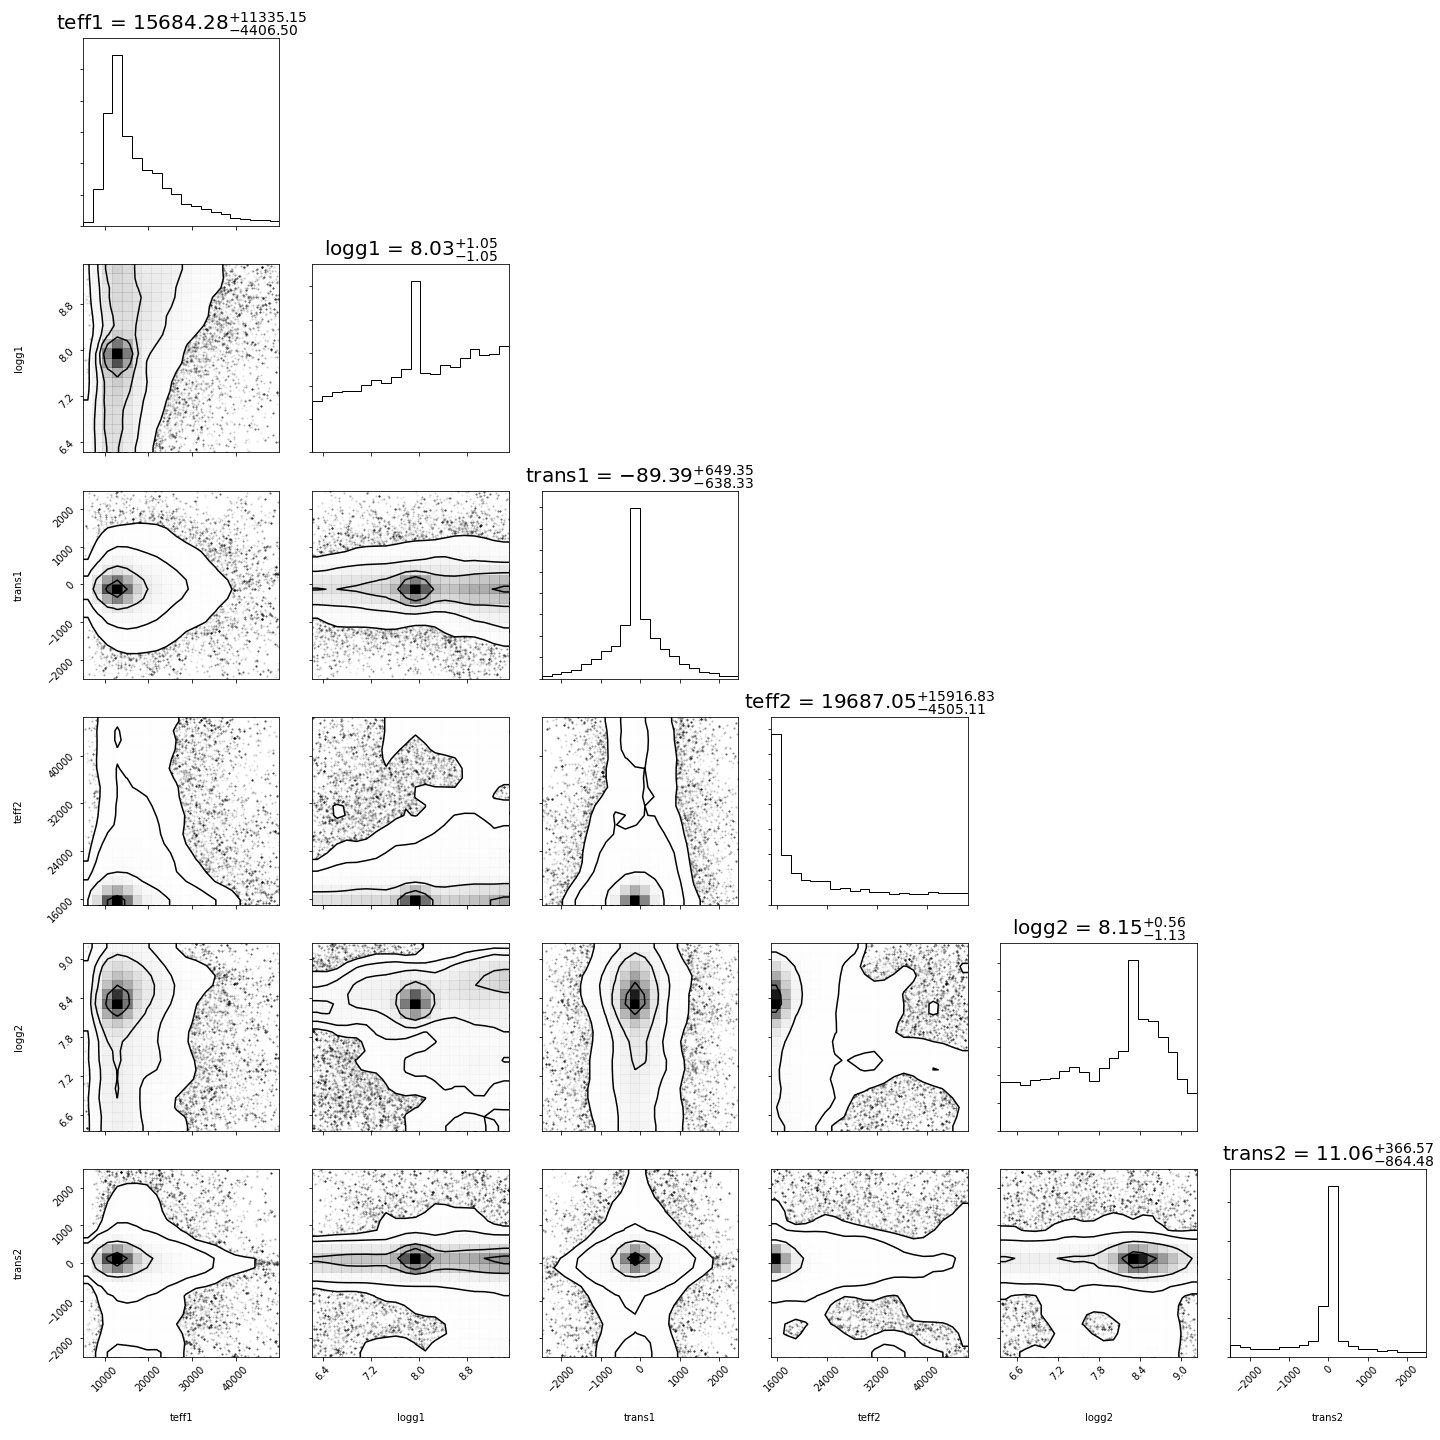 teff1 = 15684.28+11335.15−4406.50
logg1 = 8.03+1.05−1.05
logg1
8.8
8.0
7.2
6.4
trans1 = −89.39+649.35−638.33
trans1
2000
1000
0
−1000
−2000
teff2 = 19687.05+15916.83−4505.11
teff2
40000
32000
24000
16000
logg2 = 8.15+0.56−1.13
logg2
9.0
8.4
7.8
7.2
6.6
trans2 = 11.06+366.57−864.48
trans2
2000
1000
0
−1000
−2000
10000 20000 30000 40000 6.4 7.2 8.0 8.8 −2000 −1000 0 1000 2000 16000 24000 32000 40000 6.6 7.2 7.8 8.4 9.0 −2000 −1000 0 1000 2000
teff1 logg1 trans1 teff2 logg2 trans2